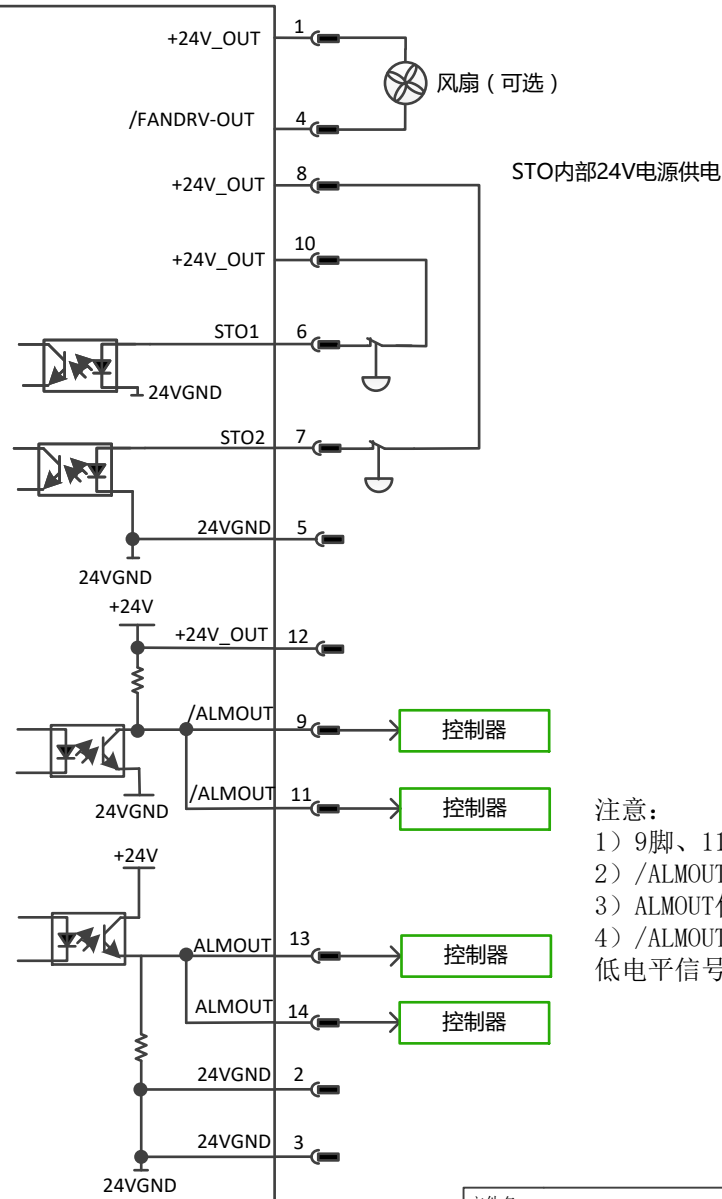 +24V_OUT 1
风扇（可选）
/FANDRV-OUT 4
+24V_OUT 8
STO内部24V电源供电
+24V_OUT 10
STO1 6
24VGND
STO2 7
24VGND 5
24VGND
+24V
+24V_OUT 12
/ALMOUT 9
控制器
/ALMOUT 11
控制器
24VGND
注意：
1）9脚、11
2）/ALMOUT
3）ALMOUT
4）/ALMOUT
低电平信号
+24V
ALMOUT 13
控制器
ALMOUT 14
控制器
24VGND 2
24VGND 3
24VGND